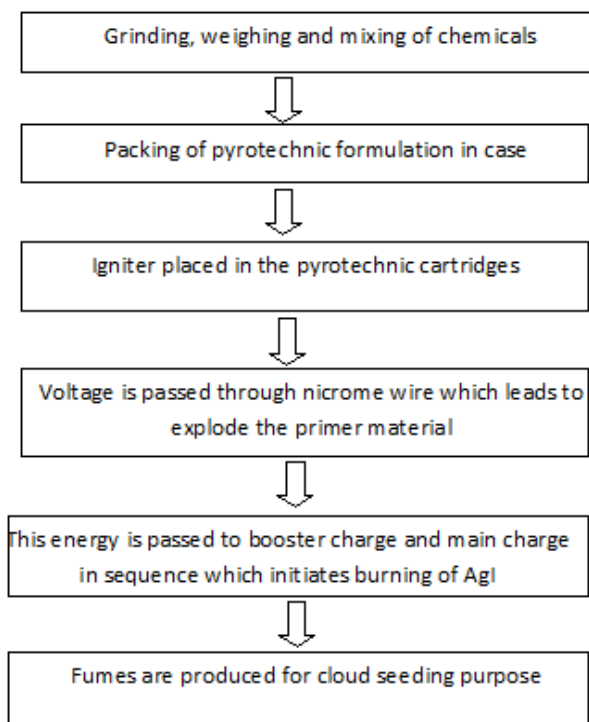 Grinding, weighing and mixing of chemicals
Packing of pyrotechnic formulation in case
Igniter placed in the pyrotechnic cartridges
Voltage is passed through nicrome wire which leads to
explode the primer material
This energy is passed to booster charge and main charge
in sequence which initiates burning of AgI
Fumes are produced for cloud seeding purpose